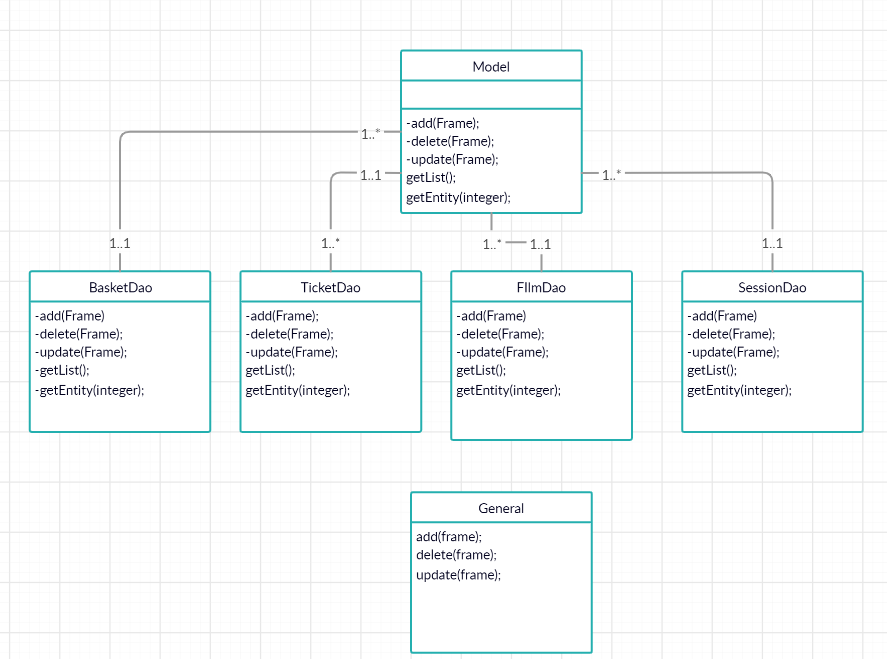 Model
-add(Frame);
-delete(Frame);
-update(Frame);
getList();
getEntity(integer);
1..*
1..1
1..*
1..1
1..*
1..*
1..1
1..1
BasketDao
-add(Frame)
-delete(Frame);
-update(Frame);
-getList();
-getEntity(integer);
TicketDao
-add(Frame);
-delete(Frame);
-update(Frame);
getList();
getEntity(integer);
FIlmDao
-add(Frame)
-delete(Frame);
-update(Frame);
getList();
getEntity(integer);
SessionDao
-add(Frame)
-delete(Frame);
-update(Frame);
getList();
getEntity(integer);
General
add(frame);
delete(frame);
update(frame);